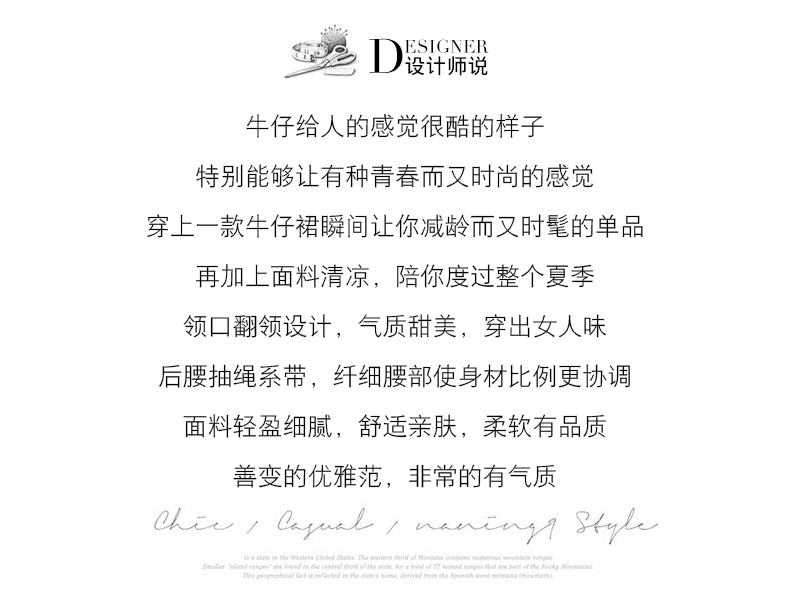 DESIGNER
设计师说
牛仔给人的感觉很酷的样子
特别能够让有种青春而又时尚的感觉
穿上一款牛仔裙瞬间让你减龄而又时髦的单品
再加上面料清凉，陪你度过整个夏季
领口翻领设计，气质甜美，穿出女人味
后腰抽绳系带，纤细腰部使身材比例更协调
面料轻盈细腻，舒适亲肤，柔软有品质
善变的优雅范，非常的有气质
Chic / Casual / naning9 Style
Is a state in the Western United States. The western third of Montana contains numerous mountain ranges.
Smaller "island ranges" are found in the central third of the state, for a total of 77 named ranges that are part of the Rocky Mountains.
This geographical fact is reflected in the state's name, derived from the Spanish word montaña (mountain).